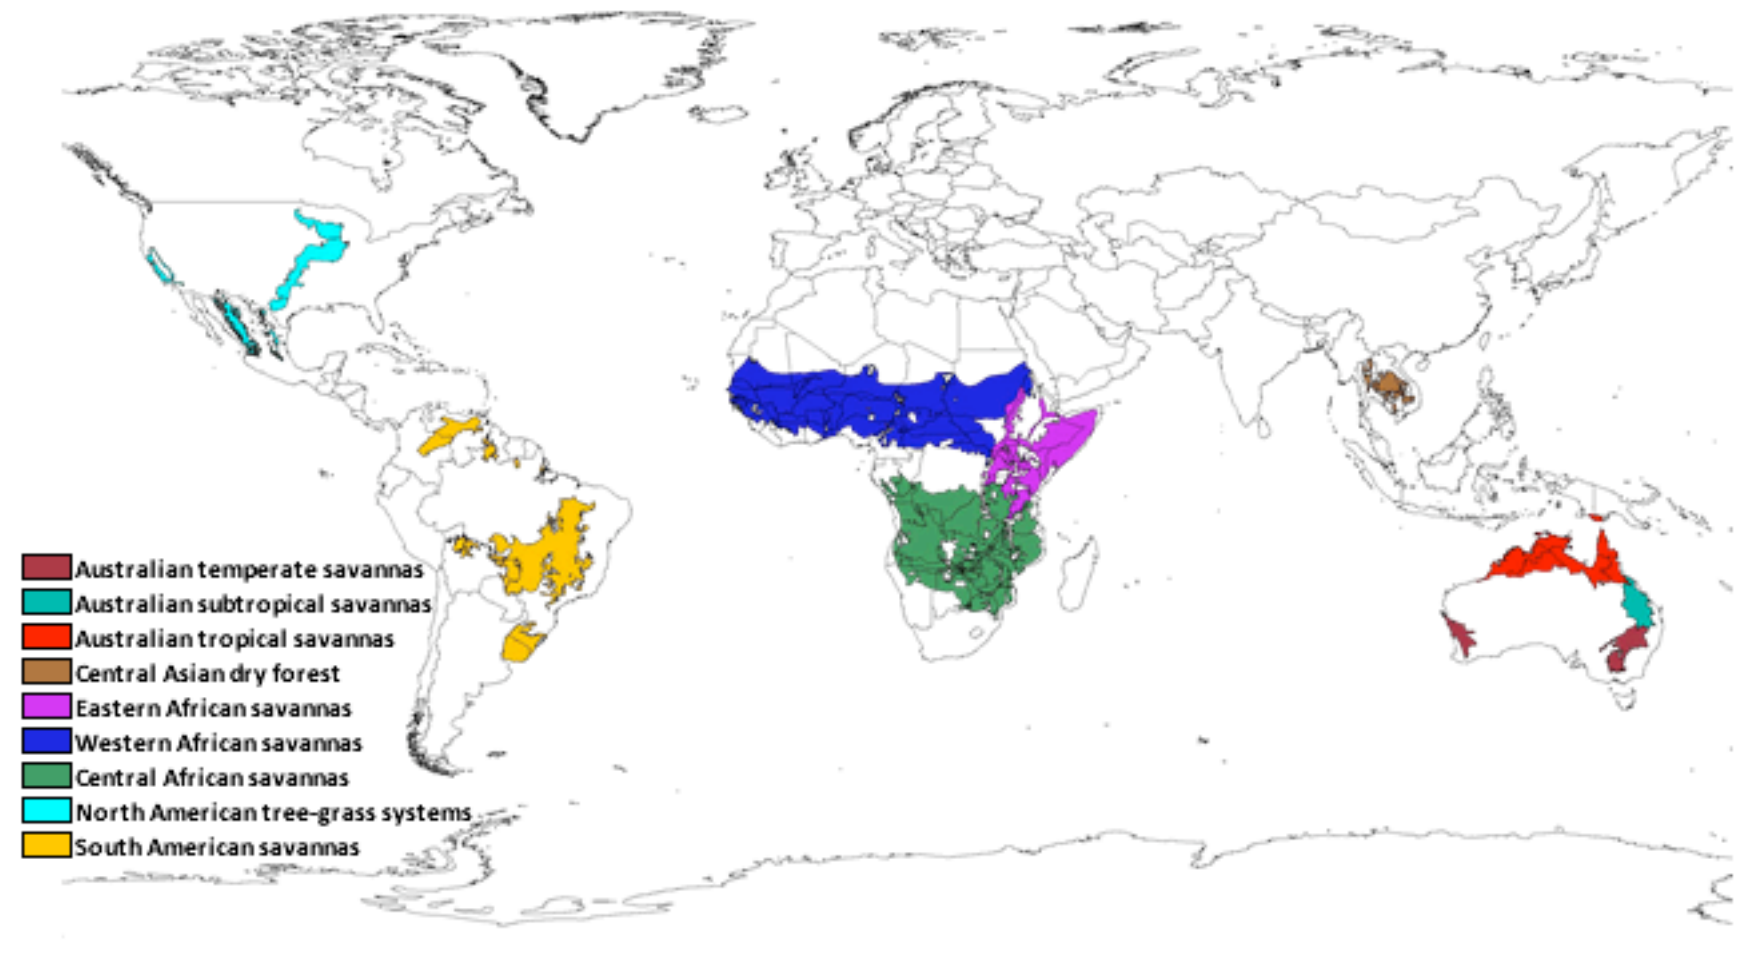 Australian temperate savannas
Australian subtropical savannas
Australian tropical savannas
Central Asian dry forest
Eastern African savannas
Western African savannas
Central African savannas
North American tree-grass systems
South American savannas